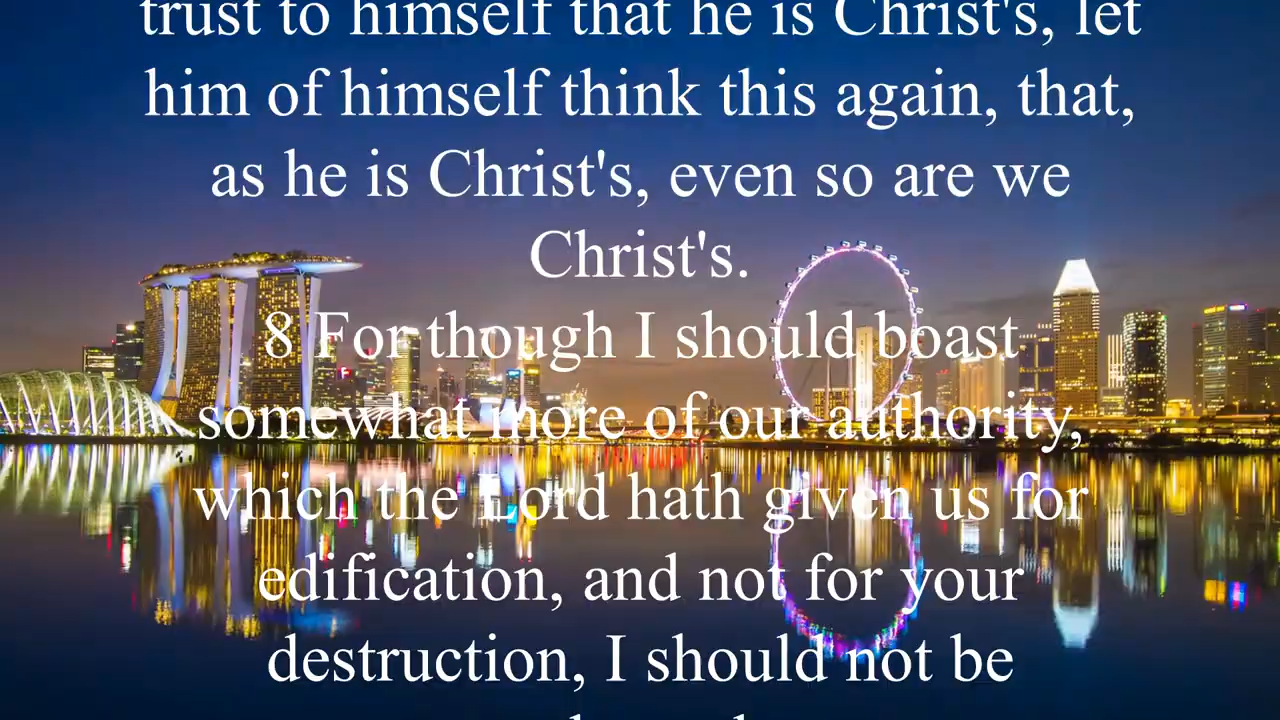 trust to himself that he is Christ's, let
him of himself think this again, that,
as he is Christ's, even so are we
Christ's.
8 For though I should boast
somewhat more of our authority,
which the Lord hath given us for
edification, and not for your
destruction, I should not be